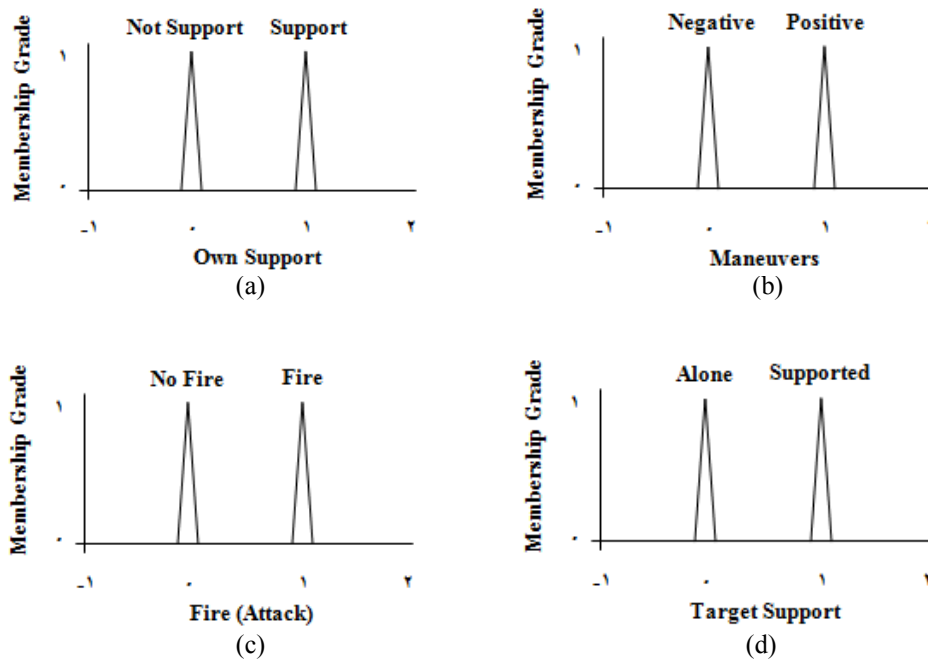 Membership Grade
Not Support Support
١
٠
-١ ٠ ١ ٢
Own Support
(a)
Membership Grade
Negative Positive
١
٠
-١ ٠ ١
Maneuvers
(b)
Membership Grade
No Fire Fire
١
٠
-١ ٠ ١ ٢
Fire (Attack)
(c)
Membership Grade
Alone Supported
١
٠
-١ ٠ ١ ٢
Target Support
(d)